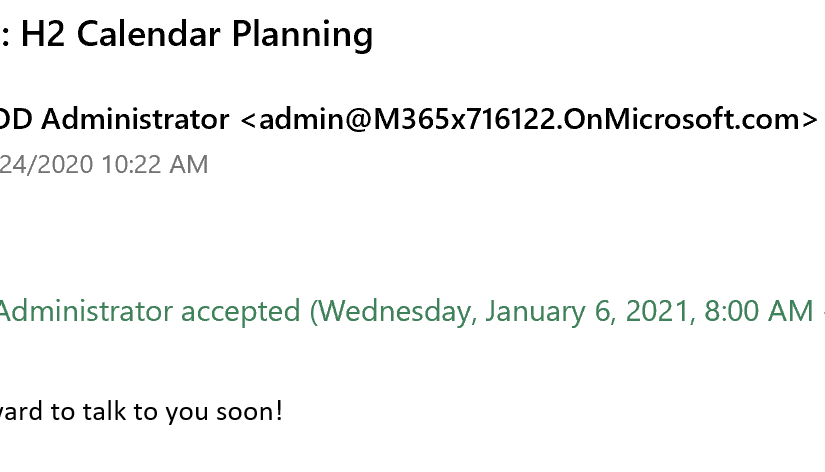 : H2 Calendar Planning
DD Administrator <admin@M365x716122.OnMicrosoft.com>
24/2020 10:22 AM
Administrator accepted (Wednesday, January 6, 2021, 8:00 AM
ward to talk to you soon!